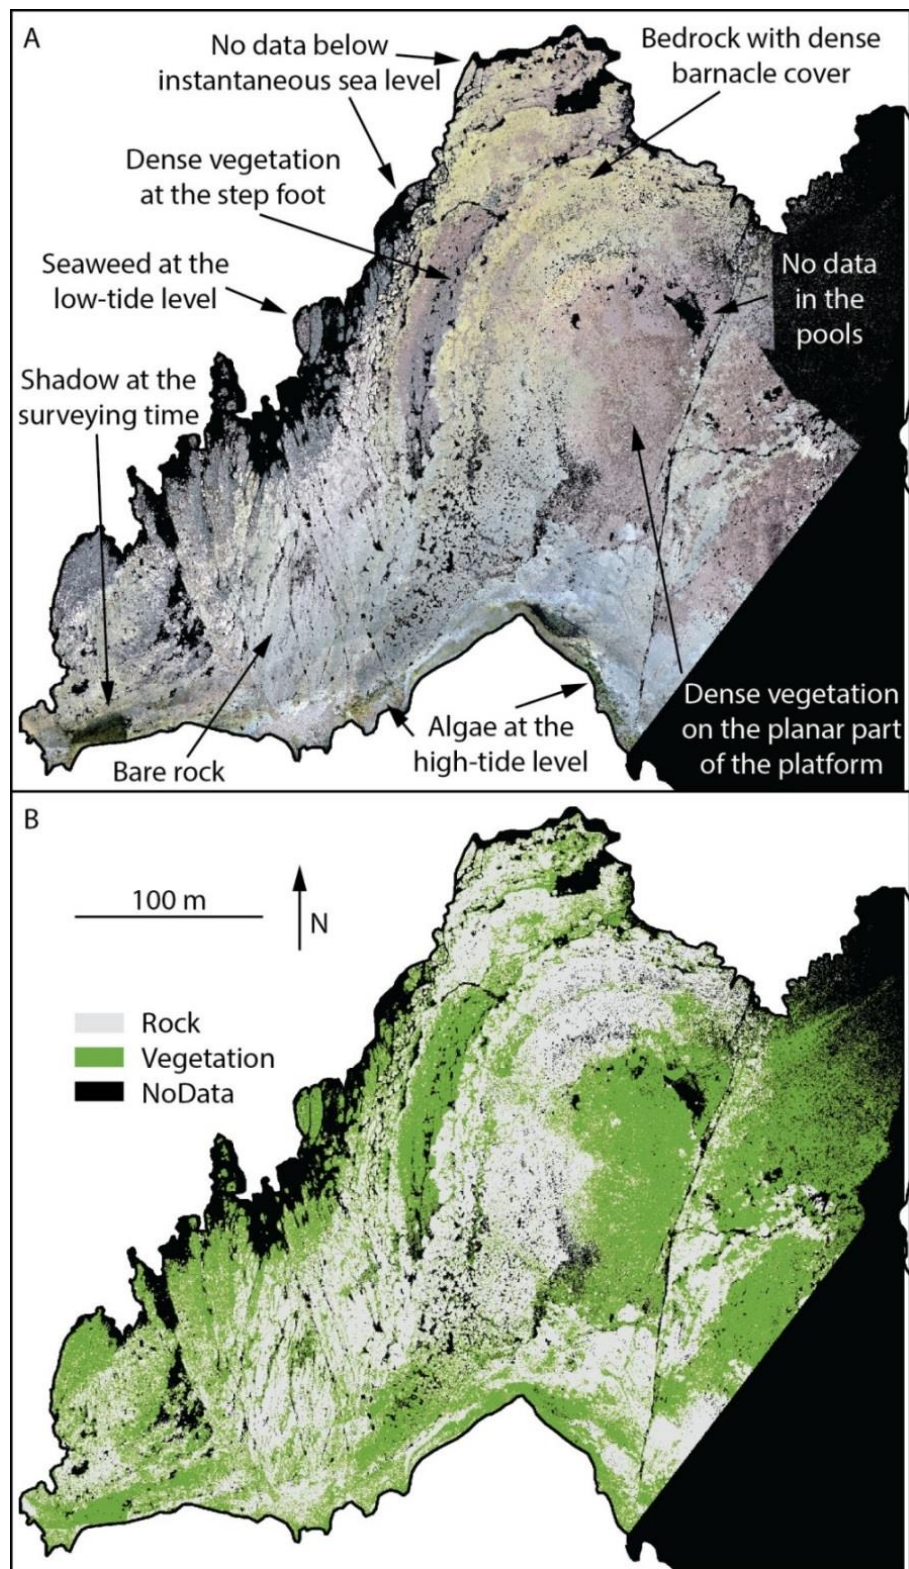 A
No data below
instantaneous sea level
Bedrock with dense
barnacle cover
Dense vegetation
at the step foot
Seaweed at the
low-tide level
No data
in the
pools
Shadow at the
surveying time
Bare rock
Algae at the
high-tide level
Dense vegetation
on the planar part
of the platform
B
100 m
N
Rock
Vegetation
NoData